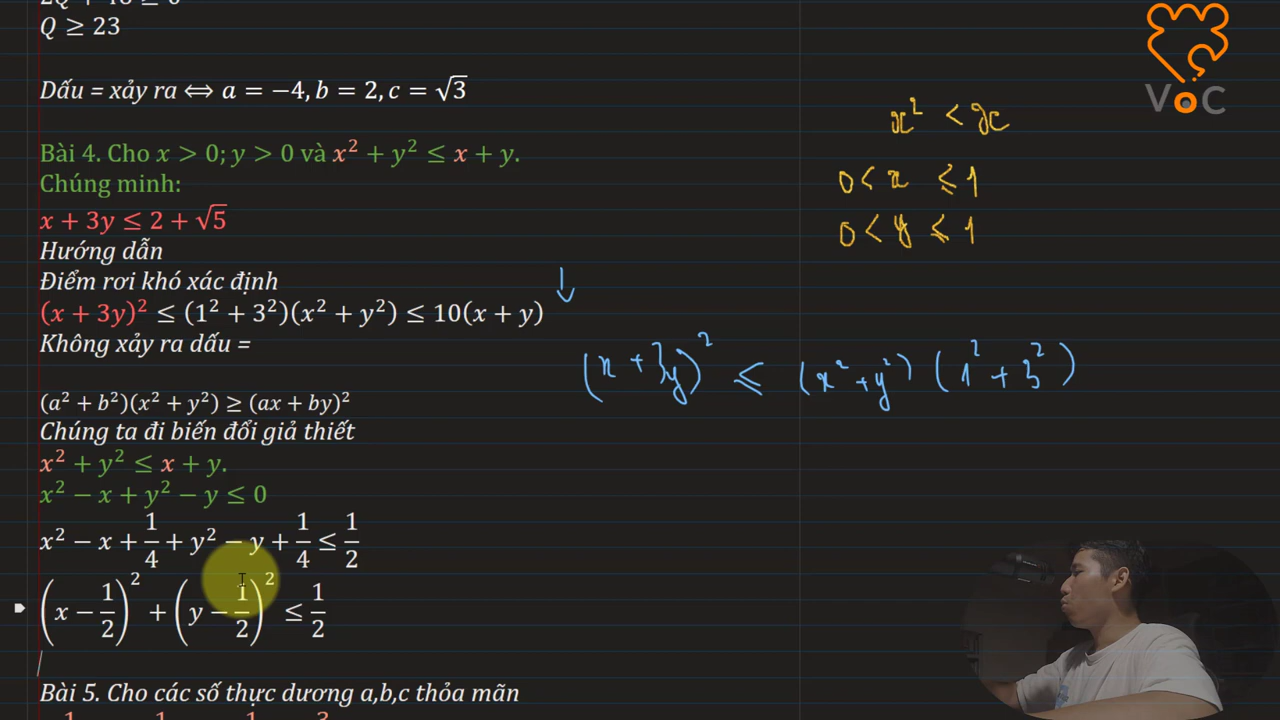 Q ≥ 23
Dấu = xảy ra ⟺ a = −4, b = 2, c = √3
Bài 4. Cho x > 0; y > 0 và x² + y² ≤ x + y.
Chúng minh:
x + 3y ≤ 2 + √5
Hướng dẫn
Điểm rơi khó xác định
(x + 3y)² ≤ (1² + 3²)(x² + y²) ≤ 10(x + y)
Không xảy ra dấu =
(a² + b²)(x² + y²) ≥ (ax + by)²
Chúng ta đi biến đổi giả thiết
x² + y² ≤ x + y.
x² − x + y² − y ≤ 0
x² − x + 1/4 + y² − y + 1/4 ≤ 1/2
(x − 1/2)² + (y − 1/2)² ≤ 1/2
Bài 5. Cho các số thực dương a,b,c thỏa mãn
VOC
x² < x
0 < x ≤ 1
0 < y ≤ 1
↓
(x + 3y)² ≤ (x² + y²)(1² + 3²)